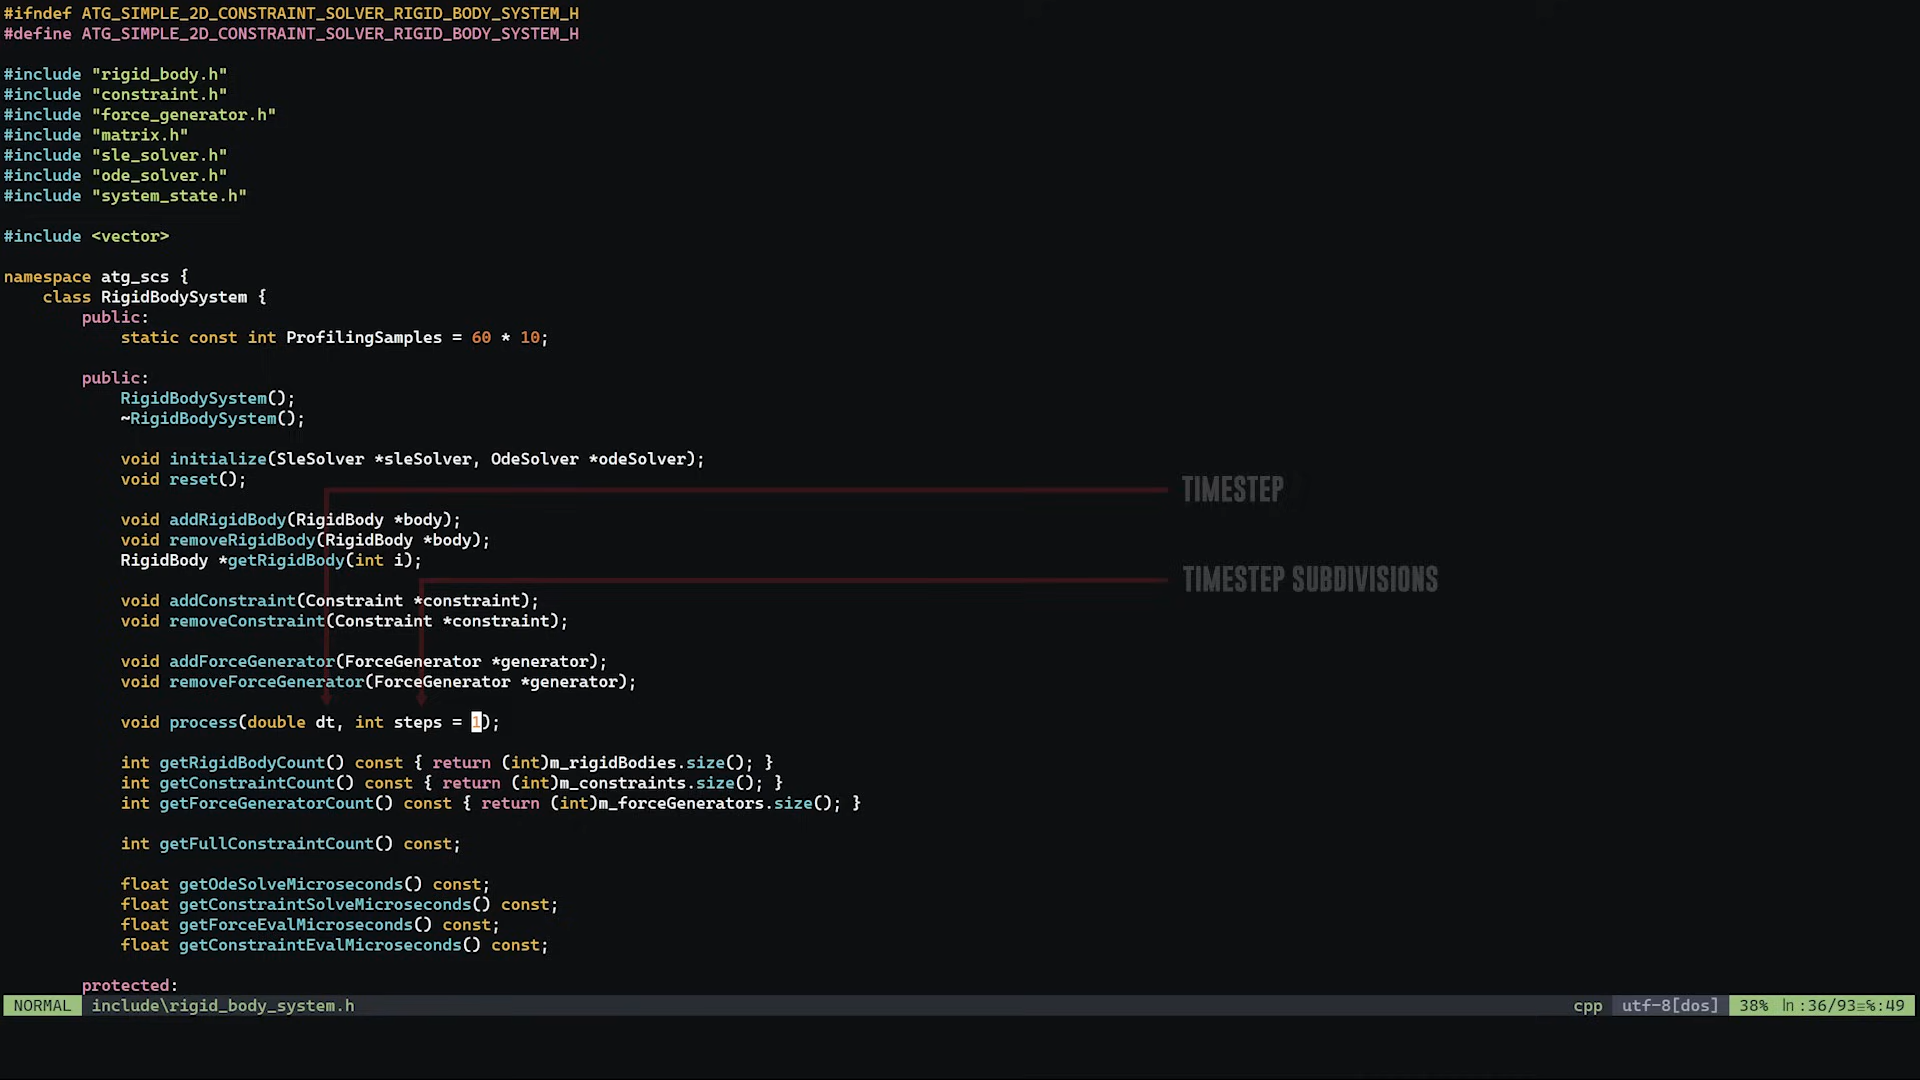 #ifndef ATG_SIMPLE_2D_CONSTRAINT_SOLVER_RIGID_BODY_SYSTEM_H
#define ATG_SIMPLE_2D_CONSTRAINT_SOLVER_RIGID_BODY_SYSTEM_H
#include "rigid_body.h"
#include "constraint.h"
#include "force_generator.h"
#include "matrix.h"
#include "sle_solver.h"
#include "ode_solver.h"
#include "system_state.h"
#include <vector>
namespace atg_scs {
class RigidBodySystem {
public:
static const int ProfilingSamples = 60 * 10;
public:
RigidBodySystem();
~RigidBodySystem();
void initialize(SleSolver *sleSolver, OdeSolver *odeSolver);
void reset();
TIMESTEP
void addRigidBody(RigidBody *body);
void removeRigidBody(RigidBody *body);
RigidBody *getRigidBody(int i);
TIMESTEP SUBDIVISIONS
void addConstraint(Constraint *constraint);
void removeConstraint(Constraint *constraint);
void addForceGenerator(ForceGenerator *generator);
void removeForceGenerator(ForceGenerator *generator);
void process(double dt, int steps = 1);
int getRigidBodyCount() const { return (int)m_rigidBodies.size(); }
int getConstraintCount() const { return (int)m_constraints.size(); }
int getForceGeneratorCount() const { return (int)m_forceGenerators.size(); }
int getFullConstraintCount() const;
float getOdeSolveMicroseconds() const;
float getConstraintSolveMicroseconds() const;
float getForceEvalMicroseconds() const;
float getConstraintEvalMicroseconds() const;
protected:
NORMAL include\rigid_body_system.h cpp utf-8[dos] 38% ㏑:36/93≡℅:49